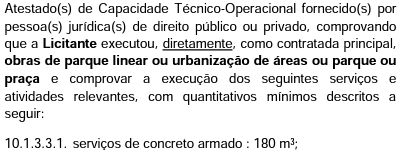 Atestado(s) de Capacidade Técnico-Operacional fornecido(s) por
pessoa(s) jurídica(s) de direito público ou privado, comprovando
que a Licitante executou, diretamente, como contratada principal,
obras de parque linear ou urbanização de áreas ou parque ou
praça e comprovar a execução dos seguintes serviços e
atividades relevantes, com quantitativos mínimos descritos a
seguir:
10.1.3.3.1. serviços de concreto armado : 180 m³;